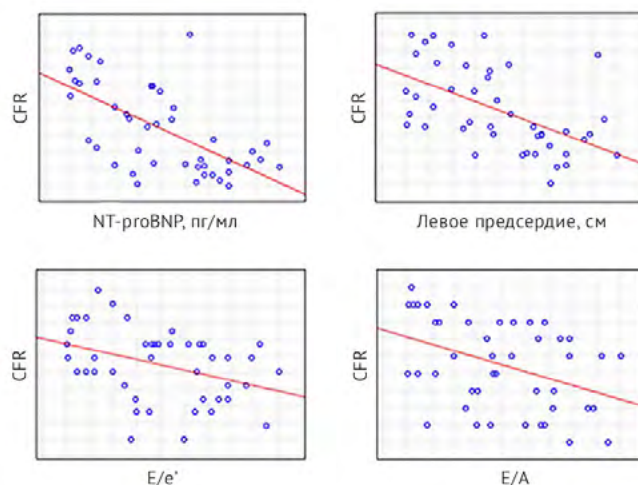 CFR
NT-proBNP, пг/мл
CFR
Левое предсердие, см
CFR
E/e'
CFR
E/A